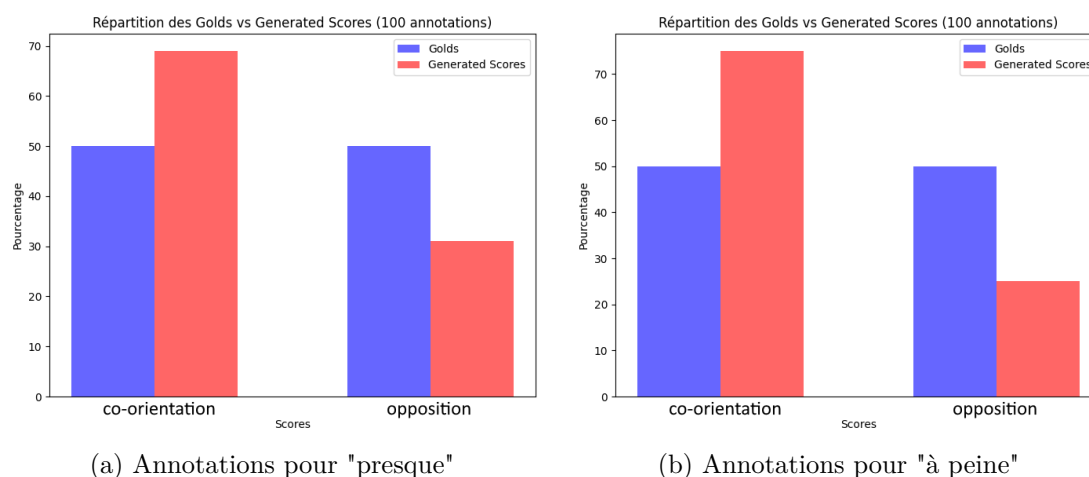 Répartition des Golds vs Generated Scores (100 annotations)
Golds
Generated Scores
Pourcentage
70
60
50
40
30
20
10
0
co-orientation
opposition
Scores
(a) Annotations pour "presque"
Répartition des Golds vs Generated Scores (100 annotations)
Golds
Generated Scores
Pourcentage
70
60
50
40
30
20
10
0
co-orientation
opposition
Scores
(b) Annotations pour "à peine"